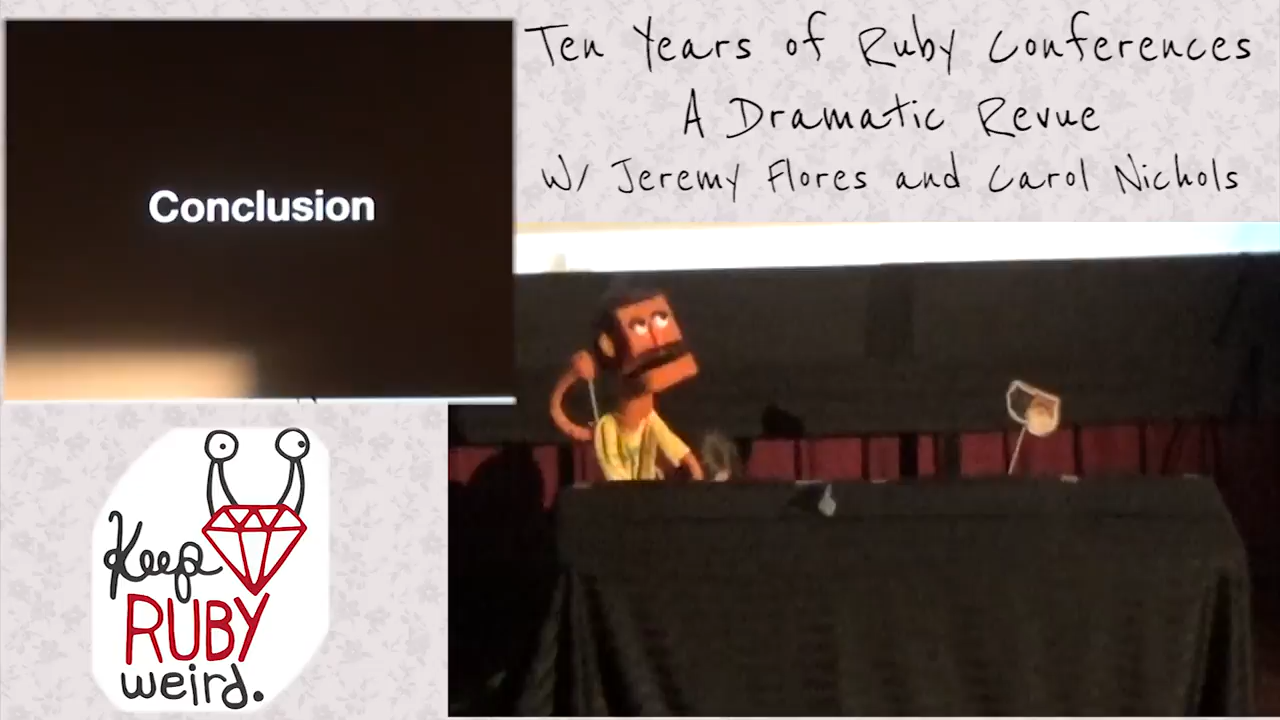 Conclusion
Ten Years of Ruby Conferences
A Dramatic Revue
W/ Jeremy Flores and Carol Nichols
Keep
RUBY
weird.